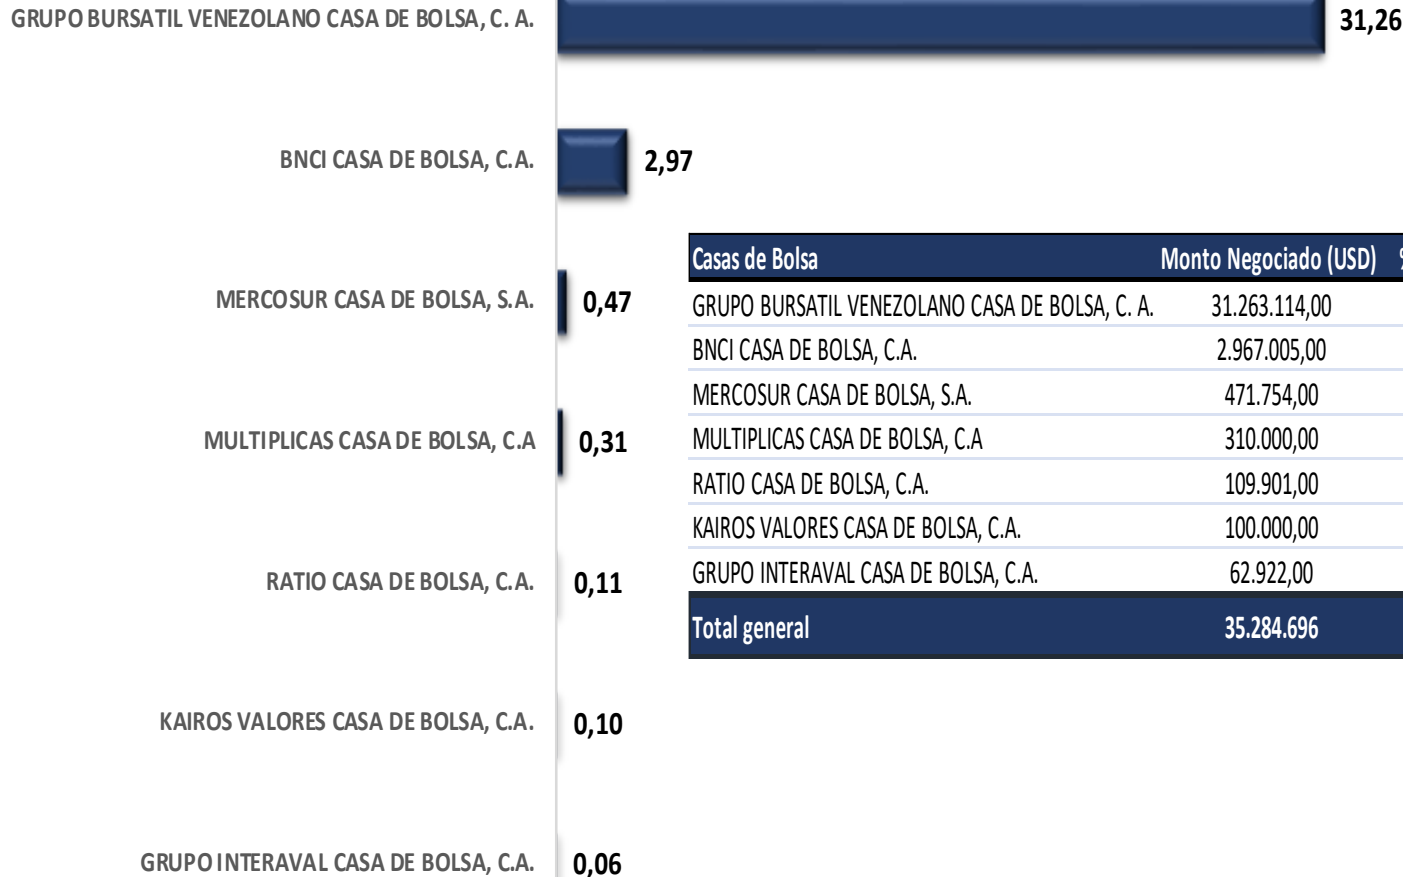 GRUPO BURSATIL VENEZOLANO CASA DE BOLSA, C. A. 31,26
BNCI CASA DE BOLSA, C.A. 2,97
MERCOSUR CASA DE BOLSA, S.A. 0,47
MULTIPLICAS CASA DE BOLSA, C.A 0,31
RATIO CASA DE BOLSA, C.A. 0,11
KAIROS VALORES CASA DE BOLSA, C.A. 0,10
GRUPO INTERAVAL CASA DE BOLSA, C.A. 0,06
Casas de Bolsa Monto Negociado (USD)
GRUPO BURSATIL VENEZOLANO CASA DE BOLSA, C. A. 31.263.114,00
BNCI CASA DE BOLSA, C.A. 2.967.005,00
MERCOSUR CASA DE BOLSA, S.A. 471.754,00
MULTIPLICAS CASA DE BOLSA, C.A 310.000,00
RATIO CASA DE BOLSA, C.A. 109.901,00
KAIROS VALORES CASA DE BOLSA, C.A. 100.000,00
GRUPO INTERAVAL CASA DE BOLSA, C.A. 62.922,00
Total general 35.284.696